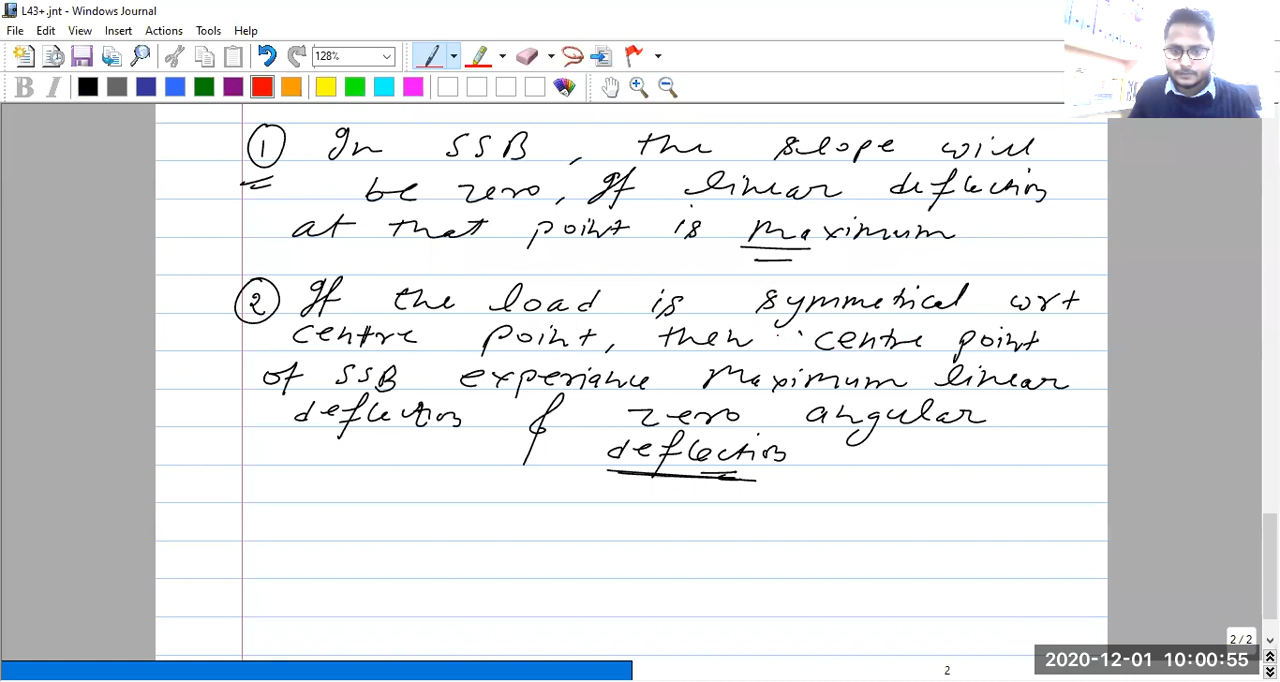 L43+.jnt - Windows Journal
File Edit View Insert Actions Tools Help
128%
B I
1 In SSB, the slope will
be zero, If linear deflection
at that point is maximum
2 If the load is symmetrical wrt
centre point, then centre point
of SSB experiance maximum linear
deflection & zero angular
deflection
2 / 2
2020-12-01 10:00:55
2